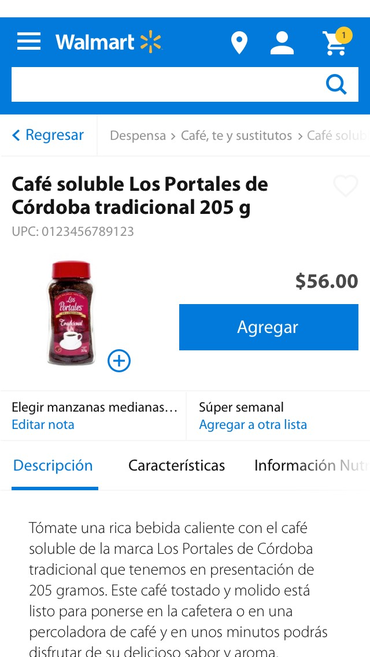 Walmart
1
Regresar
Despensa > Café, te y sustitutos > Café solub
Café soluble Los Portales de
Córdoba tradicional 205 g
UPC: 0123456789123
Los
Portales
Tradicional
$56.00
Agregar
Elegir manzanas medianas...
Editar nota
Súper semanal
Agregar a otra lista
Descripción
Características
Información Nutri
Tómate una rica bebida caliente con el café
soluble de la marca Los Portales de Córdoba
tradicional que tenemos en presentación de
205 gramos. Este café tostado y molido está
listo para ponerse en la cafetera o en una
percoladora de café y en unos minutos podrás
disfrutar de su delicioso sabor y aroma.